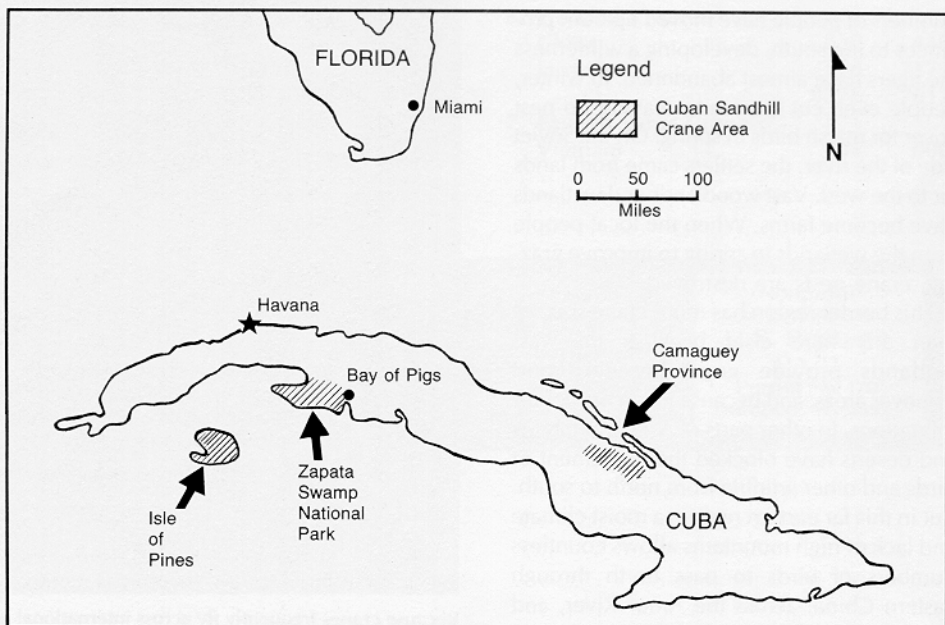 FLORIDA
Miami
Legend
Cuban Sandhill
Crane Area
0 50 100
Miles
N
Havana
Bay of Pigs
Camaguey
Province
Zapata
Swamp
National
Park
Isle
of
Pines
CUBA